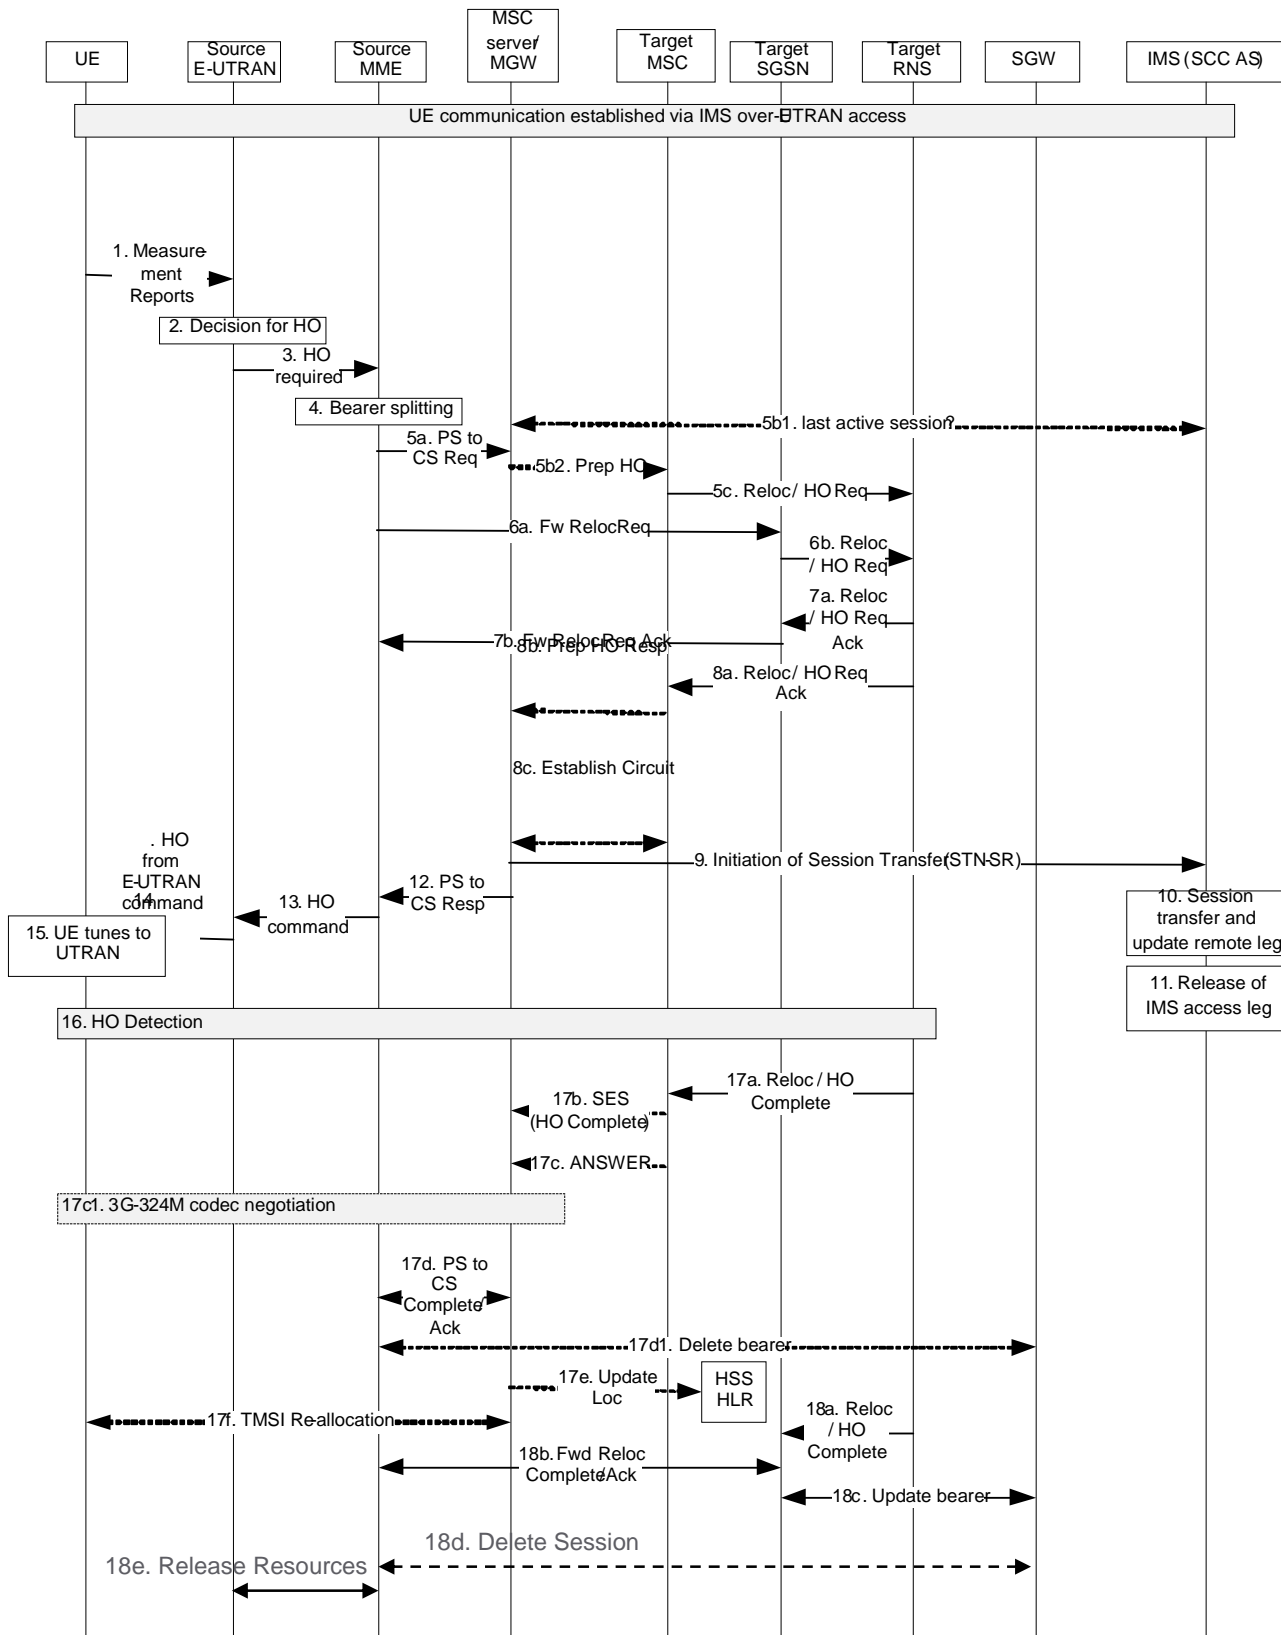 MSC
server/
MGW
UE
Source
E-UTRAN
Source
MME
Target
MSC
Target
SGSN
Target
RNS
SGW
IMS (SCC AS)
UE communication established via IMS over E-UTRAN access
1. Measure-
ment
Reports
2. Decision for HO
3. HO
required
4. Bearer splitting
5b1. last active session?
5a. PS to
CS Req
5b2. Prep HO
5c. Reloc / HO Req
6a. Fw Reloc Req
6b. Reloc
/ HO Req
7a. Reloc
/ HO Req
Ack
7b. Fw Reloc Req Ack
8b. Prep HO Resp
8a. Reloc / HO Req
Ack
8c. Establish Circuit
9. Initiation of Session Transfer (STN-SR)
. HO
from
E-UTRAN
command
14
12. PS to
CS Resp
13. HO
command
10. Session
transfer and
update remote leg
15. UE tunes to
UTRAN
11. Release of
IMS access leg
16. HO Detection
17a. Reloc / HO
Complete
17b. SES
(HO Complete)
17c. ANSWER
17c1. 3G-324M codec negotiation
17d. PS to
CS
Complete/
Ack
17d1. Delete bearer
17e. Update
Loc
HSS
HLR
17f. TMSI Re-allocation
18a. Reloc
/ HO
Complete
18b. Fwd Reloc
Complete/Ack
18c. Update bearer
18d. Delete Session
18e. Release Resources